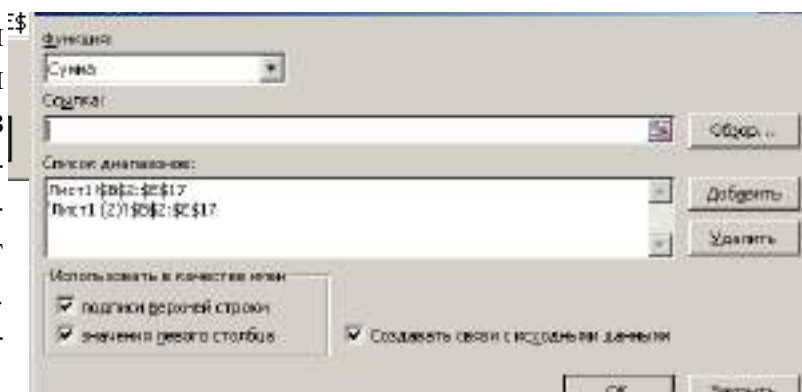 Е$
Функция:
Сумма
Ссылка:
Обзор...
Список диапазонов:
Лист1!$B$2:$E$17
'Лист1 (2)'!$B$2:$E$17
Добавить
Удалить
Использовать в качестве имен
подписи верхней строки
значения левого столбца
Создавать связи с исходными данными
ОК
Закрыть